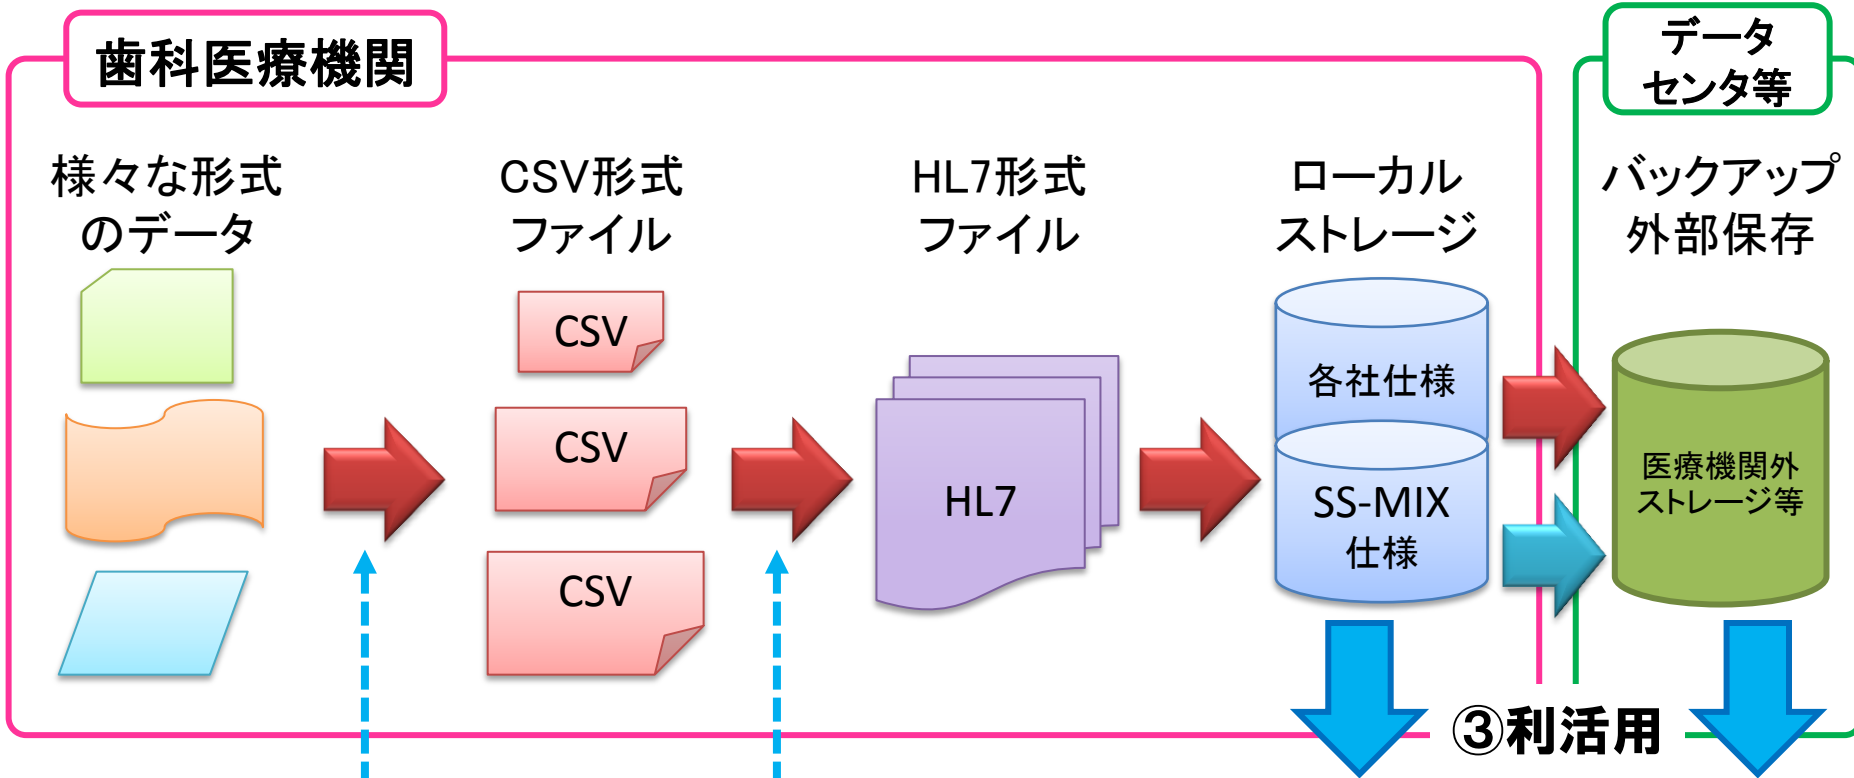 歯科医療機関
データ
センタ等
様々な形式
のデータ
CSV形式
ファイル
HL7形式
ファイル
ローカル
ストレージ
バックアップ
外部保存
CSV
CSV
CSV
HL7
各社仕様
SS-MIX
仕様
医療機関外
ストレージ等
③利活用